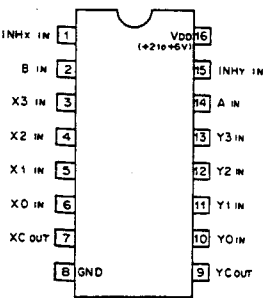 INHX IN 1
B IN 2
X3 IN 3
X2 IN 4
X1 IN 5
X0 IN 6
XC OUT 7
8 GND
VDD 16
(+2 to +6V)
15 INHY IN
14 A IN
13 Y3 IN
12 Y2 IN
11 Y1 IN
10 Y0 IN
9 YC OUT